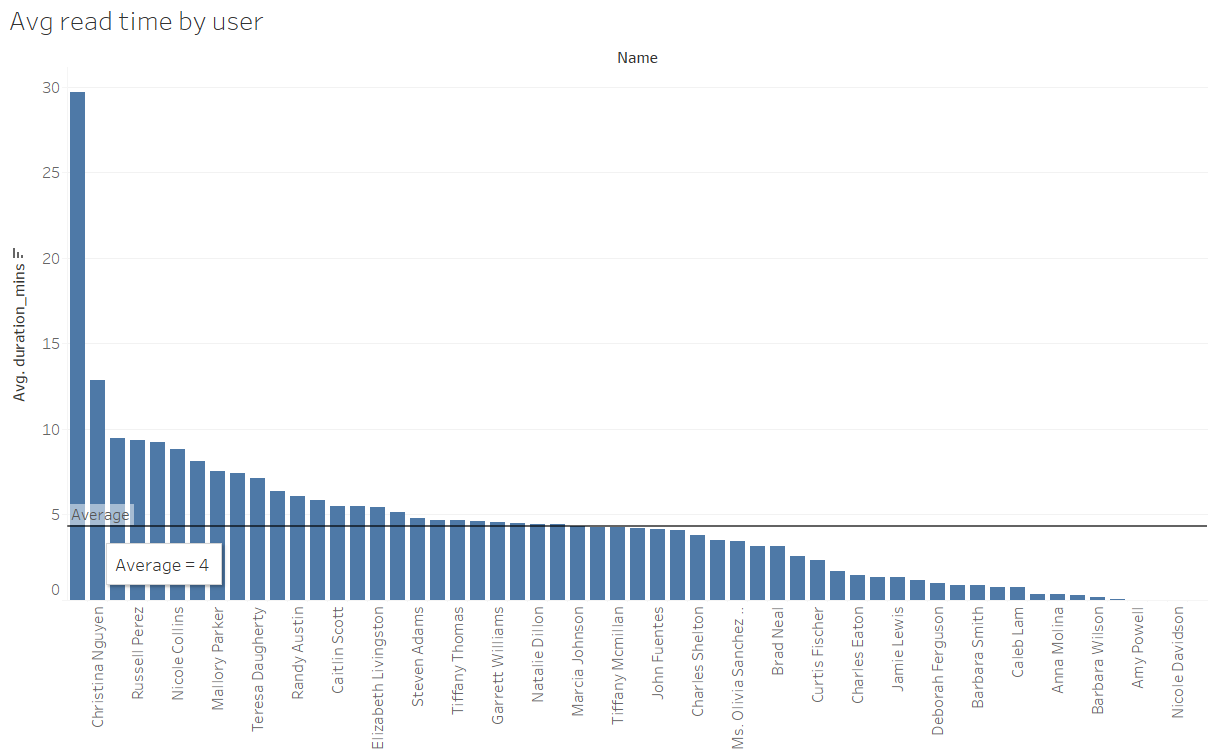 Avg read time by user
Name
Avg. duration_mins
30
25
20
15
10
5
0
Average
Average = 4
Christina Nguyen
Russell Perez
Nicole Collins
Mallory Parker
Teresa Daugherty
Randy Austin
Caitlin Scott
Elizabeth Livingston
Steven Adams
Tiffany Thomas
Garrett Williams
Natalie Dillon
Marcia Johnson
Tiffany Mcmillan
John Fuentes
Charles Shelton
Ms. Olivia Sanchez ..
Brad Neal
Curtis Fischer
Charles Eaton
Jamie Lewis
Deborah Ferguson
Barbara Smith
Caleb Lam
Anna Molina
Barbara Wilson
Amy Powell
Nicole Davidson